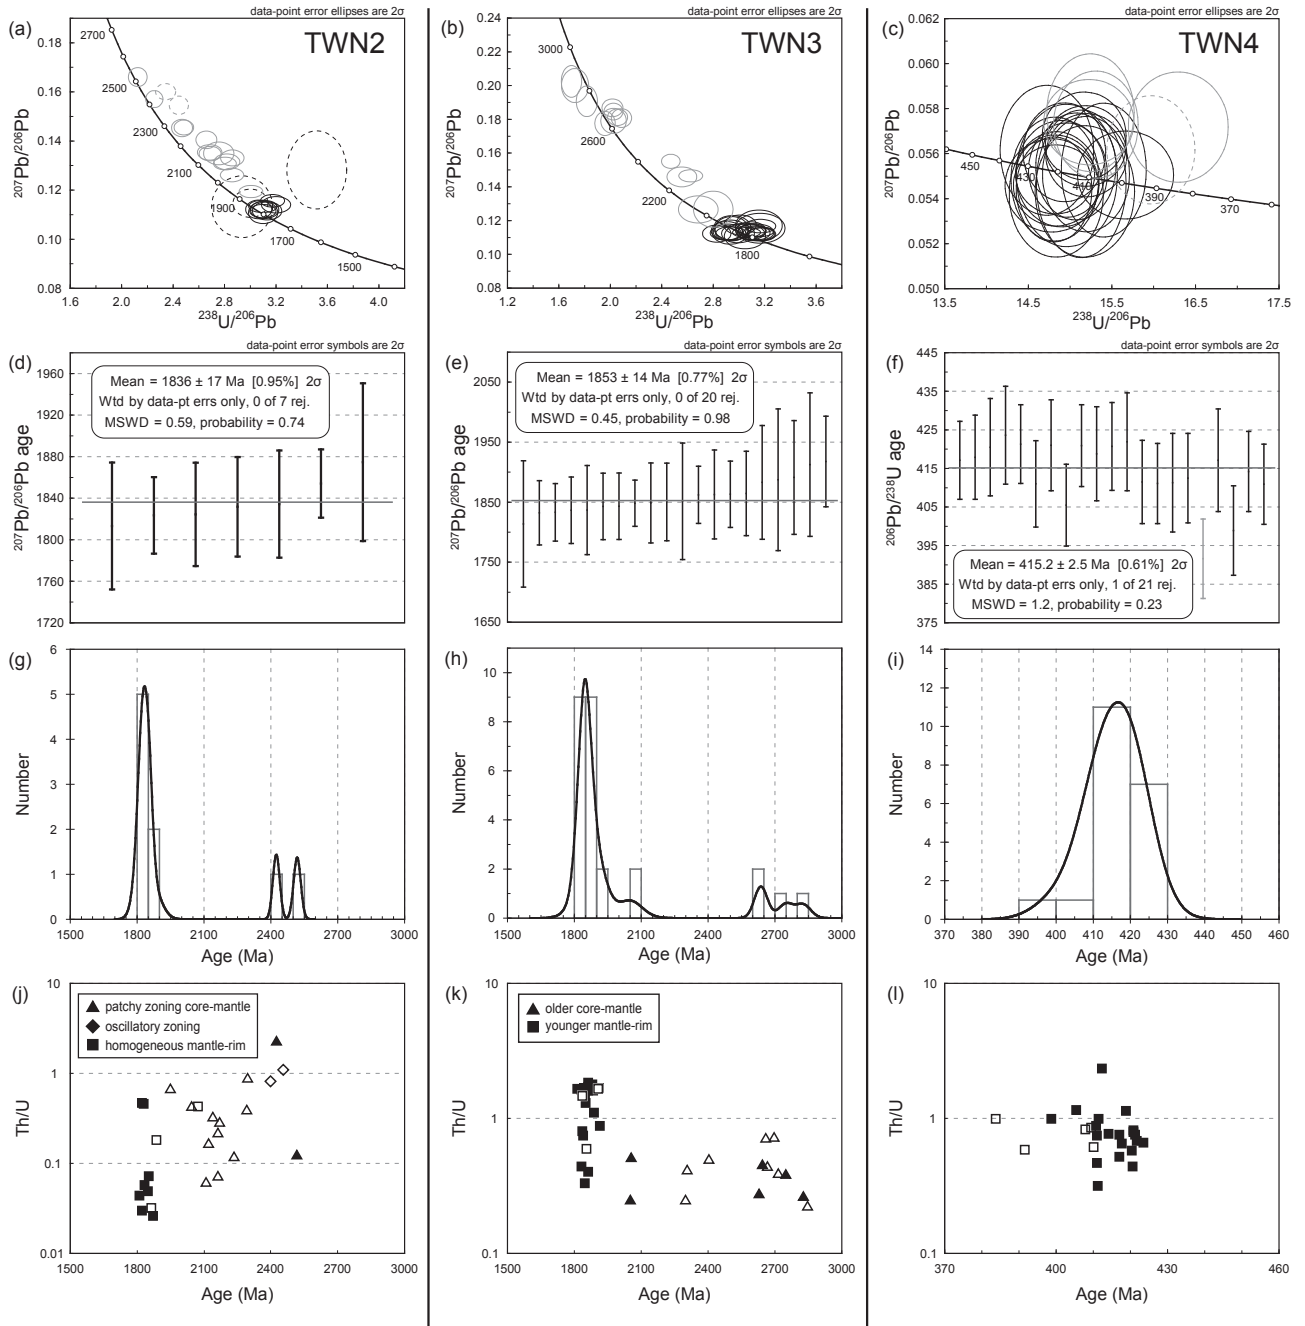 data-point error ellipses are 2σ
(a)
TWN2
0.18
0.16
0.14
0.12
0.10
0.08
2700
2500
2300
2100
1900
1700
1500
1.6 2.0 2.4 2.8 3.2 3.6 4.0
207Pb/206Pb
238U/206Pb
data-point error ellipses are 2σ
(b)
TWN3
0.24
0.22
0.20
0.18
0.16
0.14
0.12
0.10
0.08
3000
2600
2200
1800
1.2 1.6 2.0 2.4 2.8 3.2 3.6
207Pb/206Pb
238U/206Pb
data-point error ellipses are 2σ
(c)
TWN4
0.062
0.060
0.058
0.056
0.054
0.052
0.050
450
430
410
390
370
13.5 14.5 15.5 16.5 17.5
207Pb/206Pb
238U/206Pb
data-point error symbols are 2σ
(d)
Mean = 1836 ± 17 Ma [0.95%] 2σ
Wtd by data-pt errs only, 0 of 7 rej.
MSWD = 0.59, probability = 0.74
1960
1920
1880
1840
1800
1760
1720
207Pb/206Pb age
data-point error symbols are 2σ
(e)
Mean = 1853 ± 14 Ma [0.77%] 2σ
Wtd by data-pt errs only, 0 of 20 rej.
MSWD = 0.45, probability = 0.98
2050
1950
1850
1750
1650
207Pb/206Pb age
data-point error symbols are 2σ
(f)
445
435
425
415
405
395
385
375
206Pb/238U age
Mean = 415.2 ± 2.5 Ma [0.61%] 2σ
Wtd by data-pt errs only, 1 of 21 rej.
MSWD = 1.2, probability = 0.23
(g)
6
5
4
3
2
1
0
Number
1500 1800 2100 2400 2700 3000
Age (Ma)
(h)
10
8
6
4
2
0
Number
1500 1800 2100 2400 2700 3000
Age (Ma)
(i)
14
12
10
8
6
4
2
0
Number
370 380 390 400 410 420 430 440 450 460
Age (Ma)
(j)
patchy zoning core-mantle
oscillatory zoning
homogeneous mantle-rim
10
1
0.1
0.01
Th/U
1500 1800 2100 2400 2700 3000
Age (Ma)
(k)
older core-mantle
younger mantle-rim
10
1
0.1
Th/U
1500 1800 2100 2400 2700 3000
Age (Ma)
(l)
10
1
0.1
Th/U
370 400 430 460
Age (Ma)